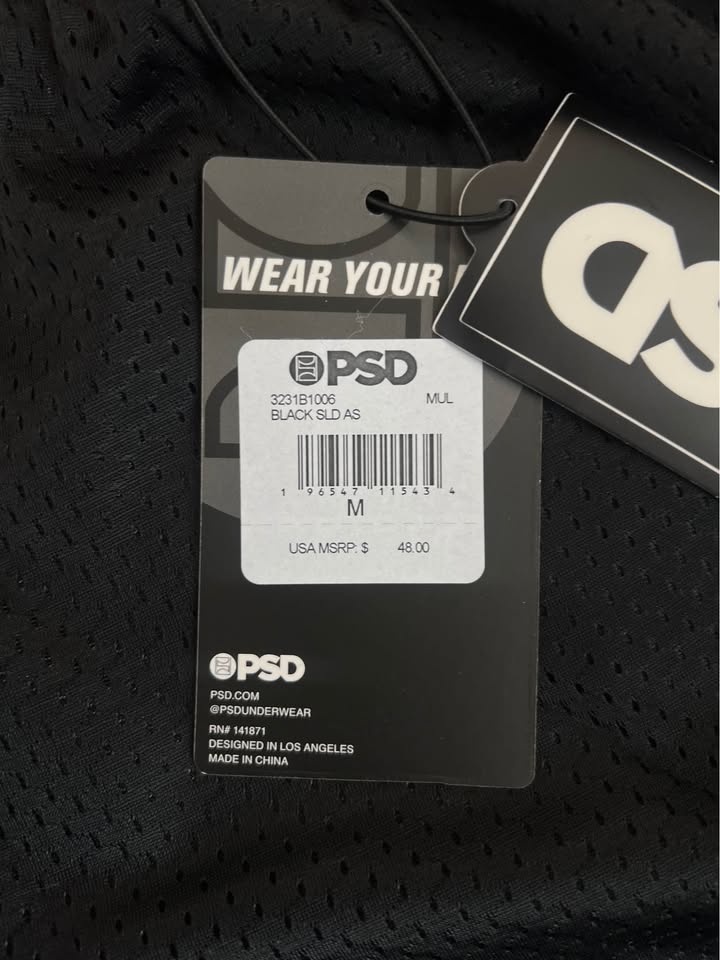 WEAR YOUR
PSD
3231B1006 MUL
BLACK SLD AS
1 96547 11543 4
M
USA MSRP: $ 48.00
PSD
PSD.COM
@PSDUNDERWEAR
RN# 141871
DESIGNED IN LOS ANGELES
MADE IN CHINA